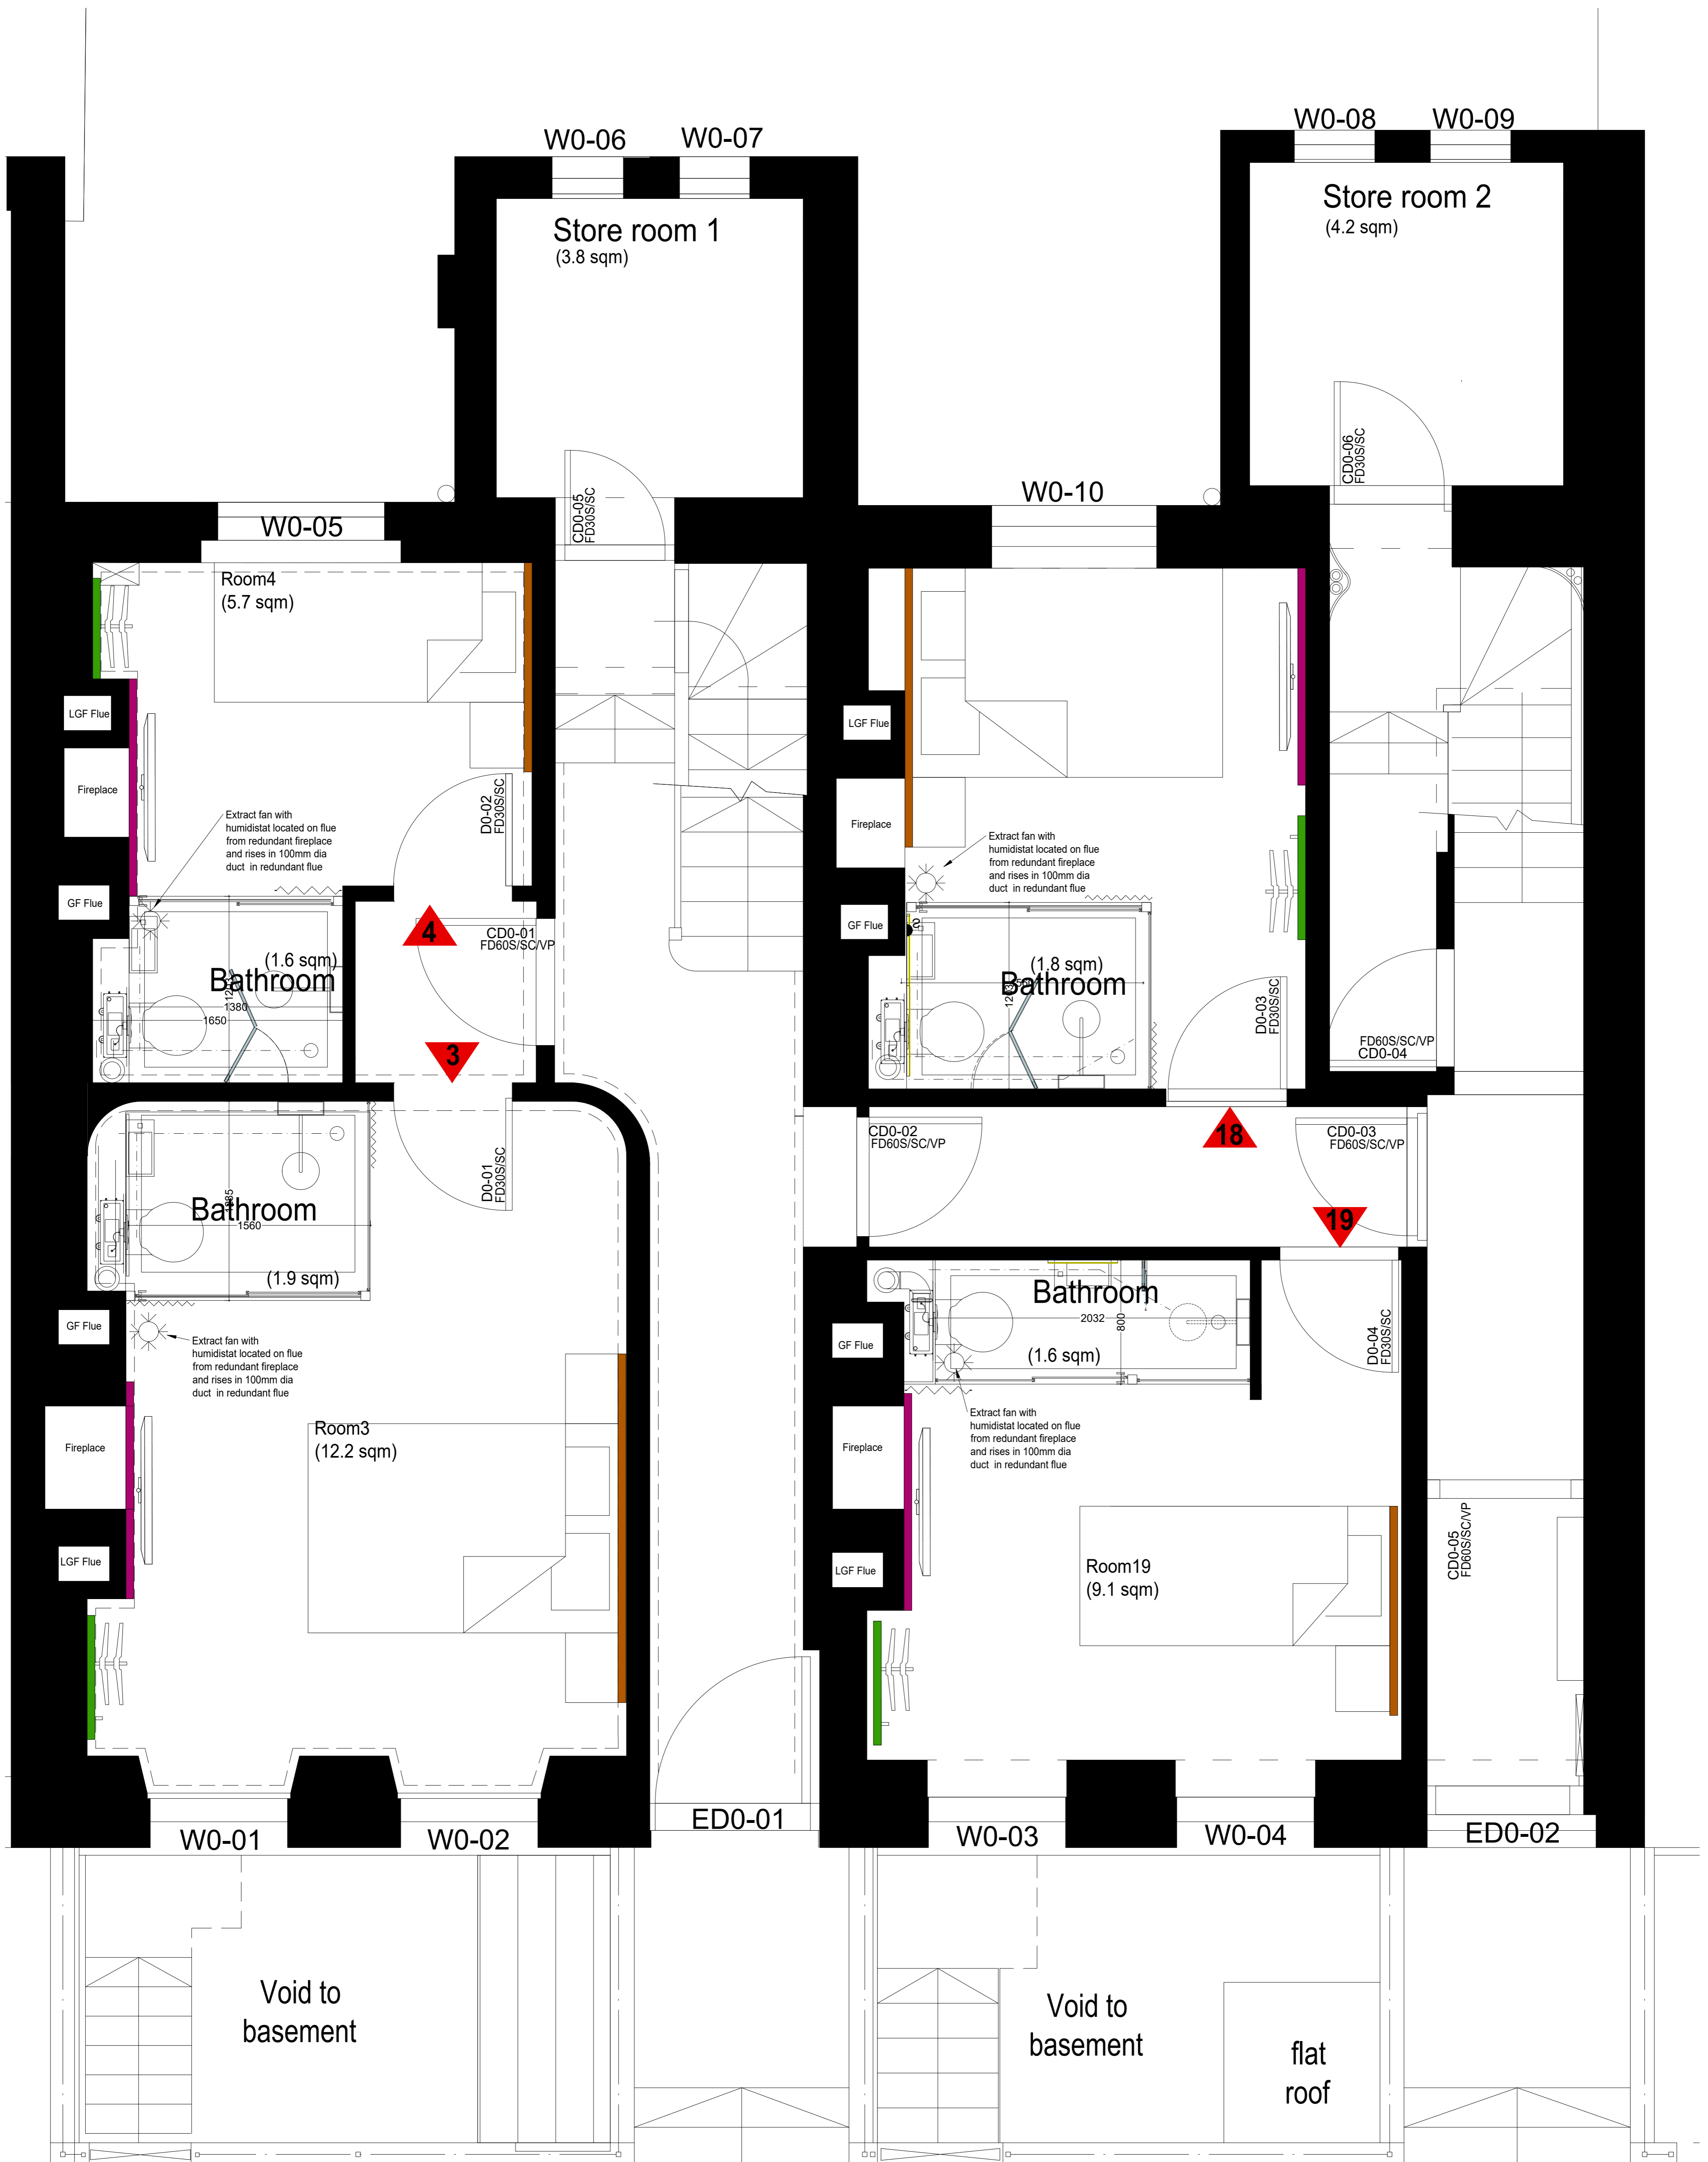 W0-06
W0-07
W0-08
W0-09
Store room 1
(3.8 sqm)
Store room 2
(4.2 sqm)
CD0-05
FD30S/SC
CD0-06
FD30S/SC
W0-05
W0-10
Room4
(5.7 sqm)
LGF Flue
Fireplace
GF Flue
Extract fan with
humidistat located on flue
from redundant fireplace
and rises in 100mm dia
duct in redundant flue
D0-02
FD30S/SC
4
CD0-01
FD60S/SC/VP
(1.6 sqm)
Bathroom
1380
1650
3
LGF Flue
Fireplace
GF Flue
Extract fan with
humidistat located on flue
from redundant fireplace
and rises in 100mm dia
duct in redundant flue
(1.8 sqm)
Bathroom
D0-03
FD30S/SC
FD60S/SC/VP
CD0-04
CD0-02
FD60S/SC/VP
18
CD0-03
FD60S/SC/VP
19
D0-01
FD30S/SC
Bathroom
1560
(1.9 sqm)
GF Flue
Extract fan with
humidistat located on flue
from redundant fireplace
and rises in 100mm dia
duct in redundant flue
Fireplace
LGF Flue
Room3
(12.2 sqm)
Bathroom
2032
800
(1.6 sqm)
D0-04
FD30S/SC
GF Flue
Extract fan with
humidistat located on flue
from redundant fireplace
and rises in 100mm dia
duct in redundant flue
Fireplace
LGF Flue
Room19
(9.1 sqm)
CD0-05
FD60S/SC/VP
W0-01
W0-02
ED0-01
W0-03
W0-04
ED0-02
Void to
basement
Void to
basement
flat
roof